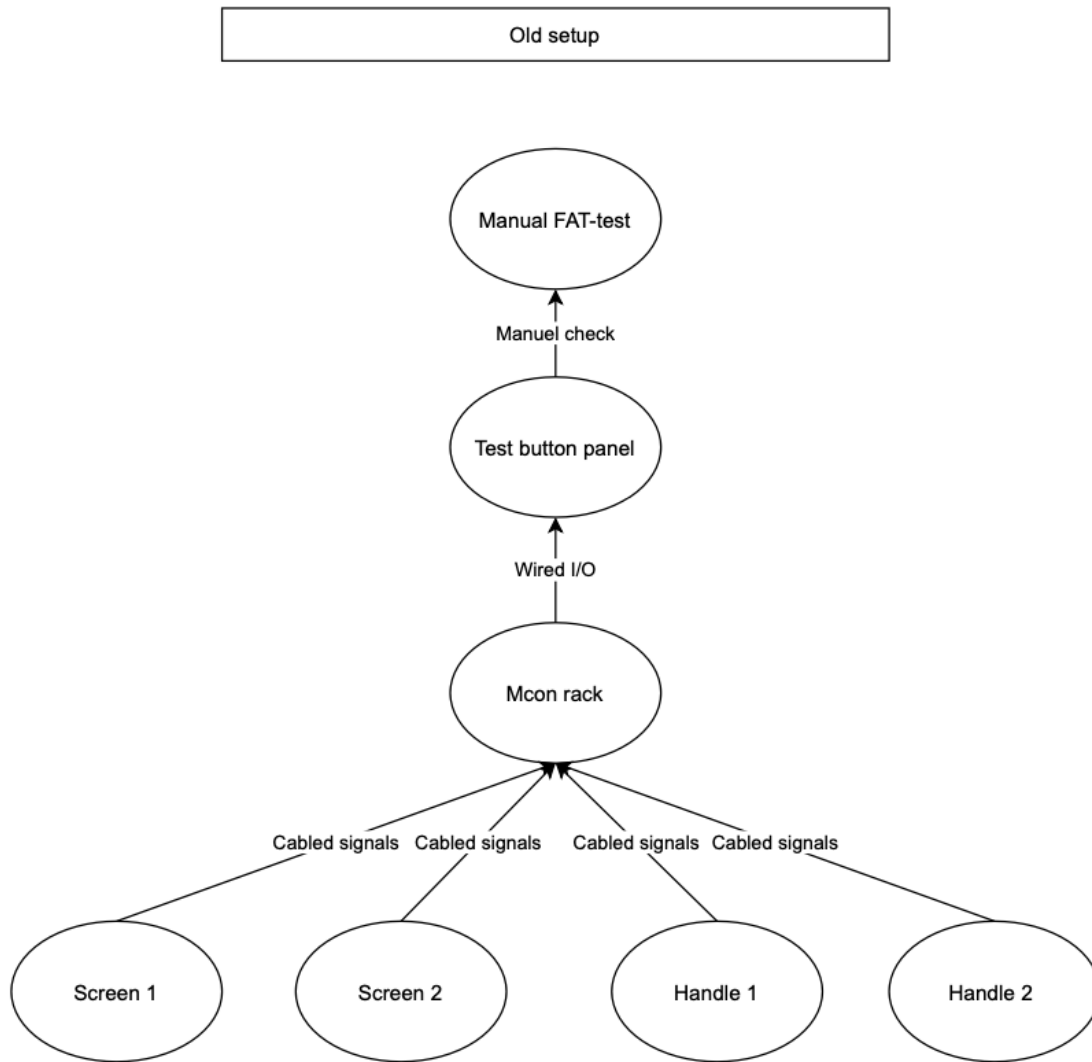 Old setup
Manual FAT-test
Manuel check
Test button panel
Wired I/O
Mcon rack
Cabled signals
Cabled signals
Cabled signals
Cabled signals
Screen 1
Screen 2
Handle 1
Handle 2